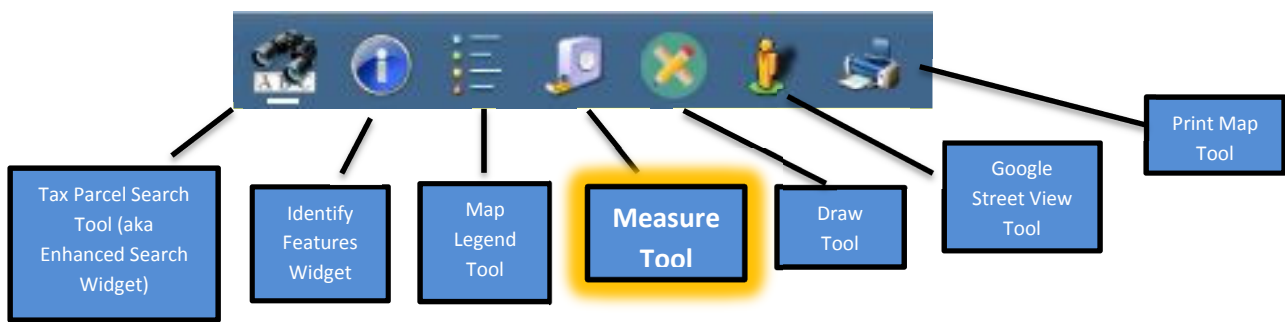 Tax Parcel Search
Tool (aka
Enhanced Search
Widget)
Identify
Features
Widget
Map
Legend
Tool
Measure
Tool
Draw
Tool
Google
Street View
Tool
Print Map
Tool